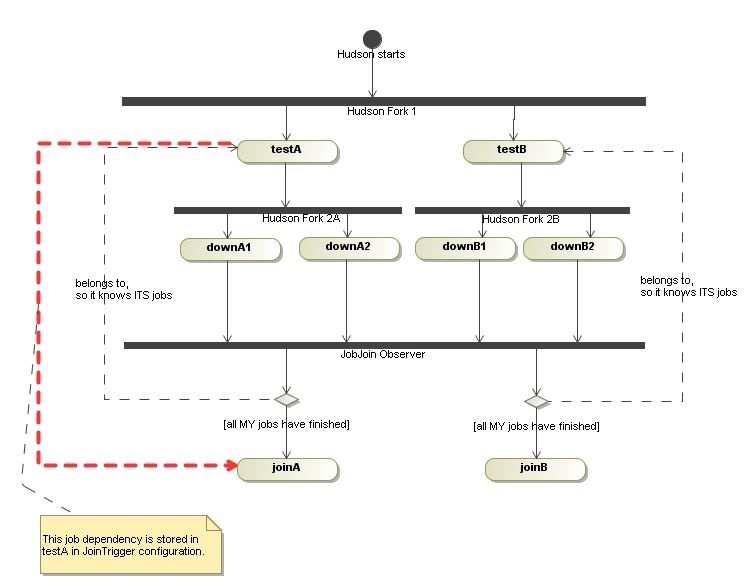 Hudson starts
Hudson Fork 1
testA
testB
Hudson Fork 2A
Hudson Fork 2B
downA1
downA2
downB1
downB2
belongs to,
so it knows ITS jobs
belongs to,
so it knows ITS jobs
JobJoin Observer
[all MY jobs have finished]
[all MY jobs have finished]
joinA
joinB
This job dependency is stored in
testA in JoinTrigger configuration.